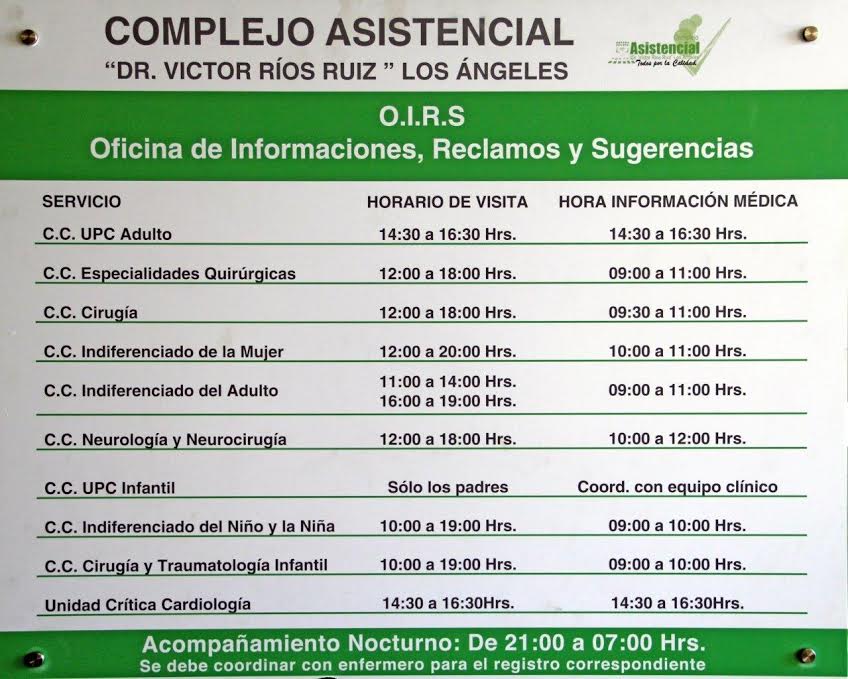 COMPLEJO ASISTENCIAL
“DR. VICTOR RÍOS RUIZ ” LOS ÁNGELES
Asistencial
Todos por la Calidad
O.I.R.S
Oficina de Informaciones, Reclamos y Sugerencias
SERVICIO HORARIO DE VISITA HORA INFORMACIÓN MÉDICA
C.C. UPC Adulto 14:30 a 16:30 Hrs. 14:30 a 16:30 Hrs.
C.C. Especialidades Quirúrgicas 12:00 a 18:00 Hrs. 09:00 a 11:00 Hrs.
C.C. Cirugía 12:00 a 18:00 Hrs. 09:30 a 11:00 Hrs.
C.C. Indiferenciado de la Mujer 12:00 a 20:00 Hrs. 10:00 a 11:00 Hrs.
C.C. Indiferenciado del Adulto 11:00 a 14:00 Hrs. 09:00 a 11:00 Hrs.
16:00 a 19:00 Hrs.
C.C. Neurología y Neurocirugía 12:00 a 18:00 Hrs. 10:00 a 12:00 Hrs.
C.C. UPC Infantil Sólo los padres Coord. con equipo clínico
C.C. Indiferenciado del Niño y la Niña 10:00 a 19:00 Hrs. 09:00 a 10:00 Hrs.
C.C. Cirugía y Traumatología Infantil 10:00 a 19:00 Hrs. 09:00 a 10:00 Hrs.
Unidad Crítica Cardiología 14:30 a 16:30Hrs. 14:30 a 16:30Hrs.
Acompañamiento Nocturno: De 21:00 a 07:00 Hrs.
Se debe coordinar con enfermero para el registro correspondiente